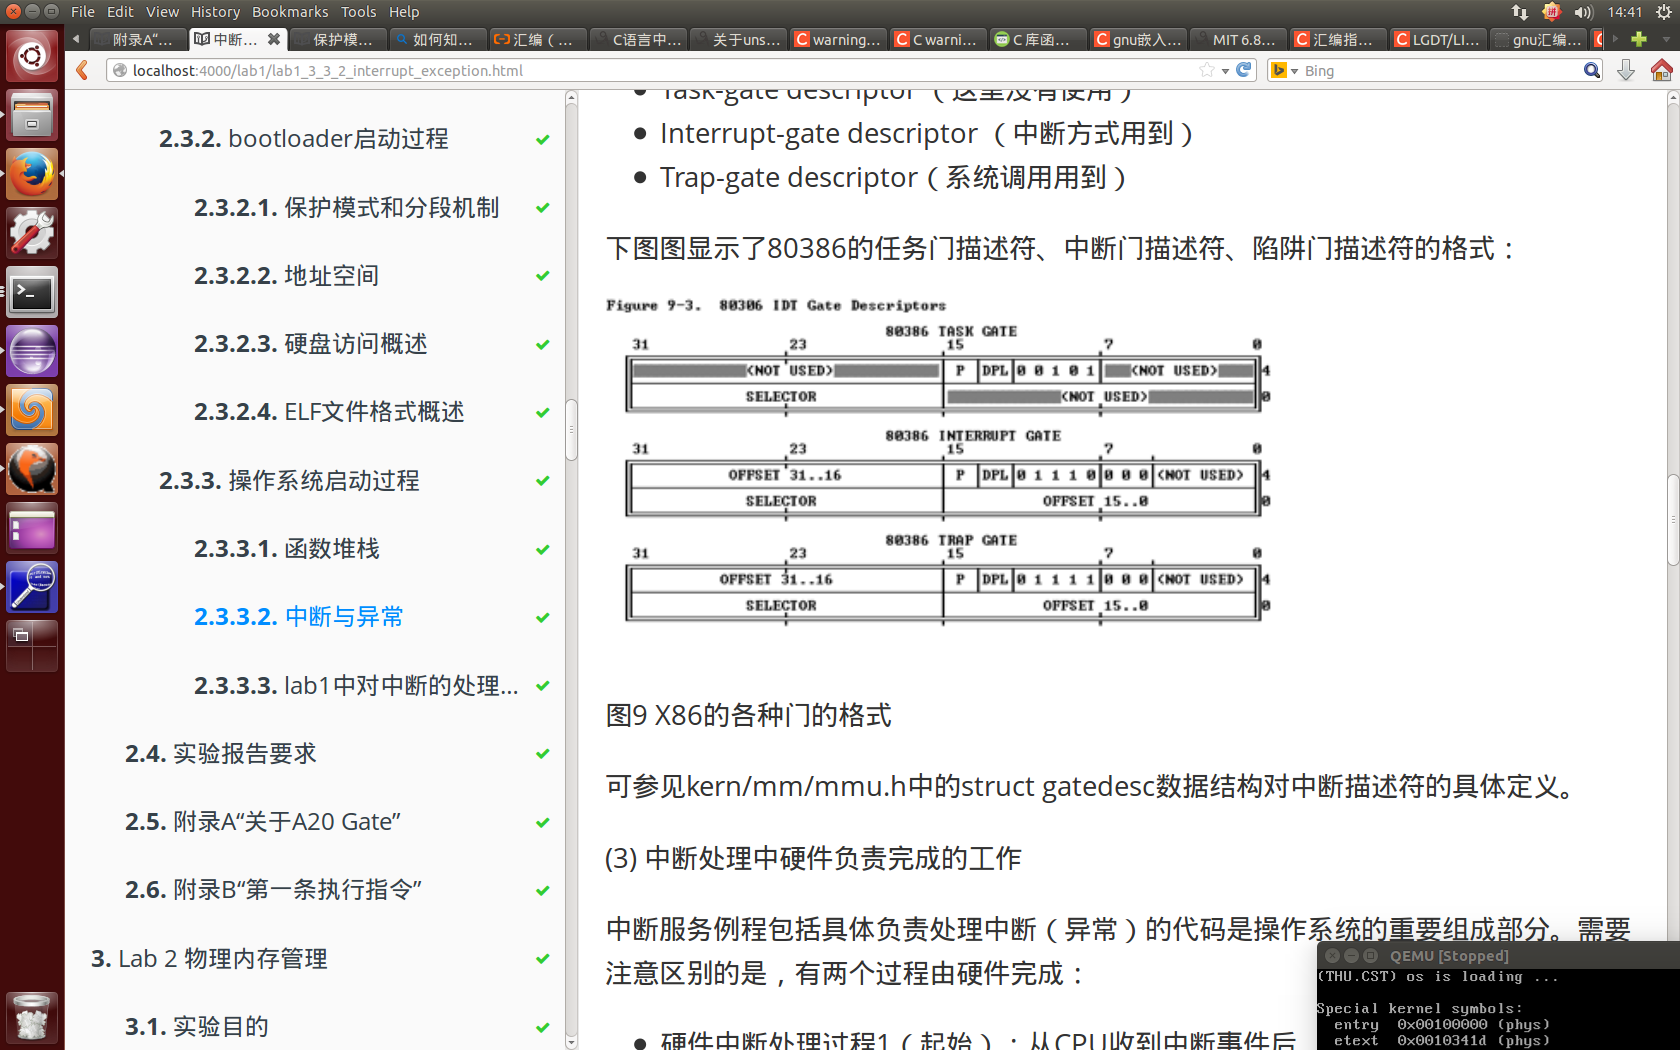 File Edit View History Bookmarks Tools Help
14:41
附录A“...
中断...
保护模...
如何知...
汇编（...
C语言中...
关于uns...
warning...
C warni...
C 库函...
gnu嵌入...
MIT 6.8...
汇编指...
LGDT/LI...
gnu汇编...
localhost:4000/lab1/lab1_3_3_2_interrupt_exception.html
Bing
2.3.2. bootloader启动过程
2.3.2.1. 保护模式和分段机制
2.3.2.2. 地址空间
2.3.2.3. 硬盘访问概述
2.3.2.4. ELF文件格式概述
2.3.3. 操作系统启动过程
2.3.3.1. 函数堆栈
2.3.3.2. 中断与异常
2.3.3.3. lab1中对中断的处理...
2.4. 实验报告要求
2.5. 附录A“关于A20 Gate”
2.6. 附录B“第一条执行指令”
3. Lab 2 物理内存管理
3.1. 实验目的
Task-gate descriptor （这里没有使用）
Interrupt-gate descriptor （中断方式用到）
Trap-gate descriptor（系统调用用到）
下图图显示了80386的任务门描述符、中断门描述符、陷阱门描述符的格式：
Figure 9-3. 80306 IDT Gate Descriptors
80386 TASK GATE
31 23 15 7 0
(NOT USED) P DPL 0 0 1 0 1 (NOT USED) 4
SELECTOR (NOT USED) 0
80386 INTERRUPT GATE
31 23 15 7 0
OFFSET 31..16 P DPL 0 1 1 1 0 0 0 0 (NOT USED) 4
SELECTOR OFFSET 15..0 0
80386 TRAP GATE
31 23 15 7 0
OFFSET 31..16 P DPL 0 1 1 1 1 0 0 0 (NOT USED) 4
SELECTOR OFFSET 15..0 0
图9 X86的各种门的格式
可参见kern/mm/mmu.h中的struct gatedesc数据结构对中断描述符的具体定义。
(3) 中断处理中硬件负责完成的工作
中断服务例程包括具体负责处理中断（异常）的代码是操作系统的重要组成部分。需要
注意区别的是，有两个过程由硬件完成：
硬件中断处理过程1（起始）：从CPU收到中断事件后
QEMU [Stopped]
(THU.CST) os is loading ...
Special kernel symbols:
entry 0x00100000 (phys)
etext 0x0010341d (phys)